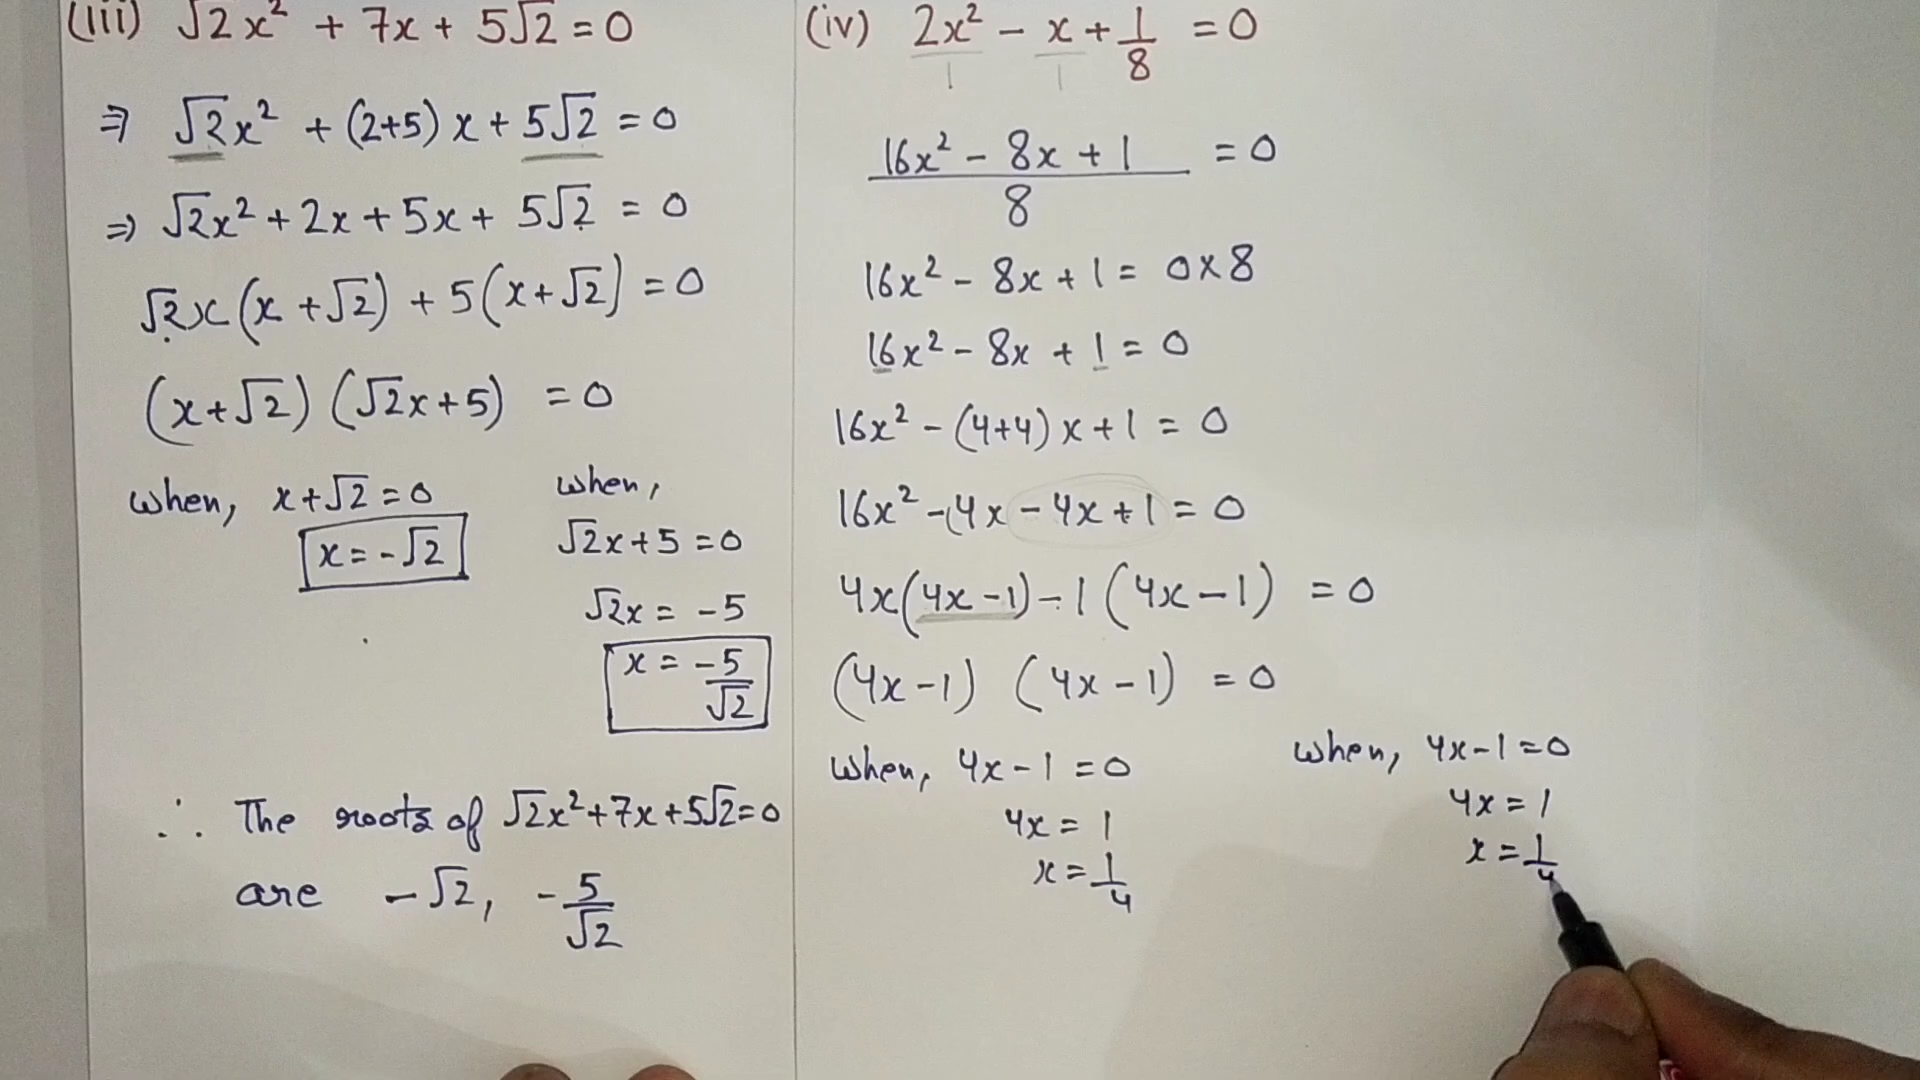 (iii) √2x² + 7x + 5√2 = 0
⇒ √2x² + (2+5)x + 5√2 = 0
⇒ √2x² + 2x + 5x + 5√2 = 0
√2x(x + √2) + 5(x + √2) = 0
(x + √2) (√2x + 5) = 0
when, x + √2 = 0
x = -√2
when,
√2x + 5 = 0
√2x = -5
x = -5/√2
∴ The roots of √2x² + 7x + 5√2 = 0
are -√2, -5/√2
(iv) 2x²/1 - x/1 + 1/8 = 0
16x² - 8x + 1 / 8 = 0
16x² - 8x + 1 = 0 × 8
16x² - 8x + 1 = 0
16x² - (4+4)x + 1 = 0
16x² - 4x - 4x + 1 = 0
4x(4x - 1) - 1(4x - 1) = 0
(4x - 1) (4x - 1) = 0
when, 4x - 1 = 0
4x = 1
x = 1/4
when, 4x - 1 = 0
4x = 1
x = 1/4